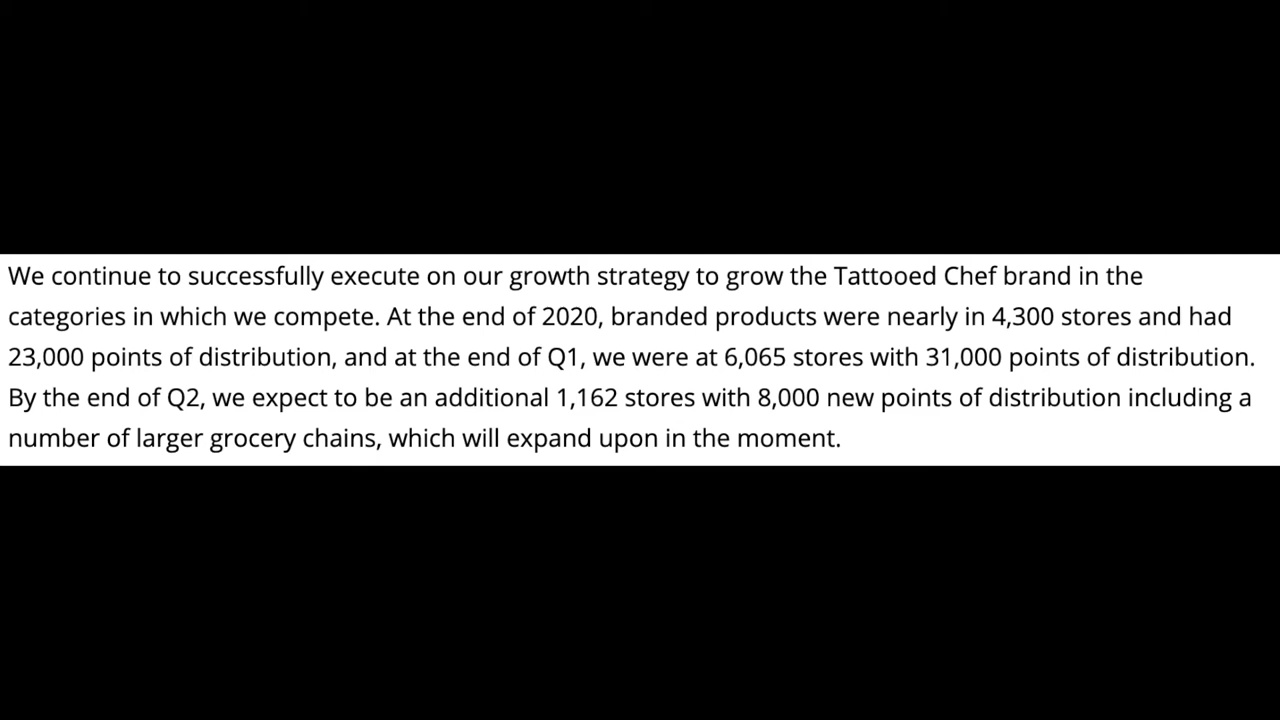 We continue to successfully execute on our growth strategy to grow the Tattooed Chef brand in the
categories in which we compete. At the end of 2020, branded products were nearly in 4,300 stores and had
23,000 points of distribution, and at the end of Q1, we were at 6,065 stores with 31,000 points of distribution.
By the end of Q2, we expect to be an additional 1,162 stores with 8,000 new points of distribution including a
number of larger grocery chains, which will expand upon in the moment.